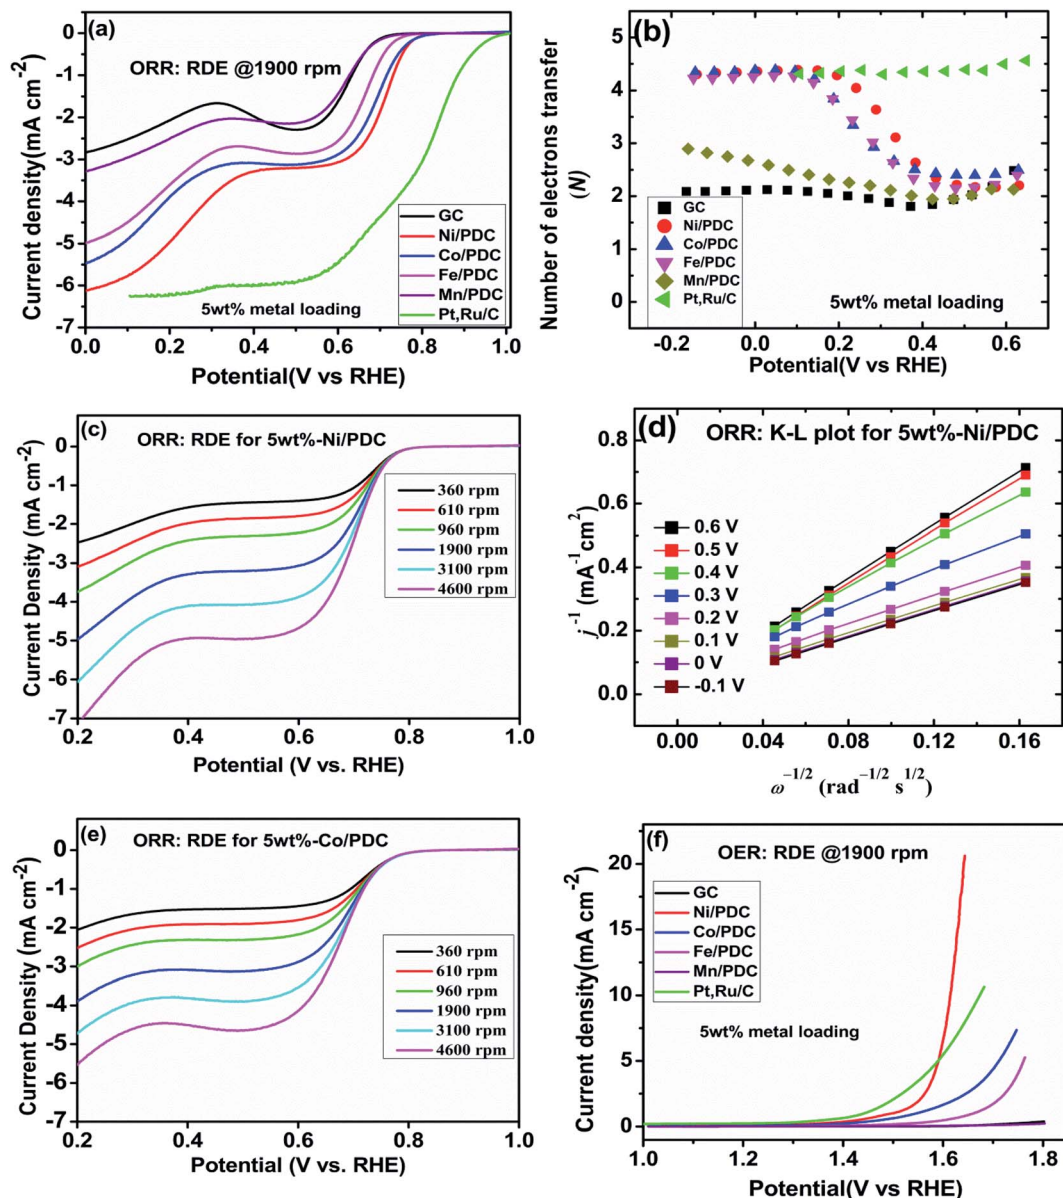 (a)
ORR: RDE @1900 rpm
GC
Ni/PDC
Co/PDC
Fe/PDC
Mn/PDC
Pt,Ru/C
5wt% metal loading
0
-1
-2
-3
-4
-5
-6
-7
0.0 0.2 0.4 0.6 0.8 1.0
Current density(mA cm⁻²)
Potential(V vs RHE)
(b)
5
4
3
2
1
0
GC
Ni/PDC
Co/PDC
Fe/PDC
Mn/PDC
Pt,Ru/C
5wt% metal loading
-0.2 0.0 0.2 0.4 0.6
Number of electrons transfer
(N)
Potential(V vs RHE)
(c)
ORR: RDE for 5wt%-Ni/PDC
360 rpm
610 rpm
960 rpm
1900 rpm
3100 rpm
4600 rpm
0
-1
-2
-3
-4
-5
-6
-7
0.2 0.4 0.6 0.8 1.0
Current Density (mA cm⁻²)
Potential (V vs. RHE)
(d)
ORR: K-L plot for 5wt%-Ni/PDC
0.8
0.6
0.4
0.2
0.0
0.6 V
0.5 V
0.4 V
0.3 V
0.2 V
0.1 V
0 V
-0.1 V
0.00 0.04 0.08 0.12 0.16
j⁻¹ (mA⁻¹cm²)
ω⁻¹/² (rad⁻¹/² s¹/²)
(e)
ORR: RDE for 5wt%-Co/PDC
360 rpm
610 rpm
960 rpm
1900 rpm
3100 rpm
4600 rpm
0
-1
-2
-3
-4
-5
-6
-7
0.2 0.4 0.6 0.8 1.0
Current Density (mA cm⁻²)
Potential (V vs. RHE)
(f)
OER: RDE @1900 rpm
GC
Ni/PDC
Co/PDC
Fe/PDC
Mn/PDC
Pt,Ru/C
5wt% metal loading
20
15
10
5
0
1.0 1.2 1.4 1.6 1.8
Current density(mA cm⁻²)
Potential(V vs RHE)